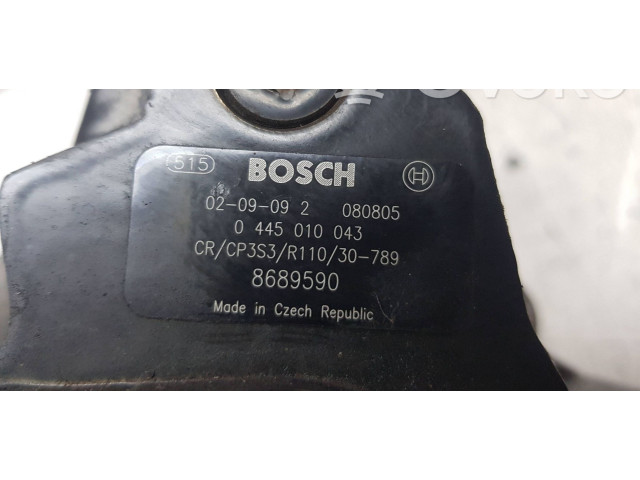 515 BOSCH
02-09-09 2 080805
0 445 010 043
CR/CP3S3/R110/30-789
8689590
Made in Czech Republic